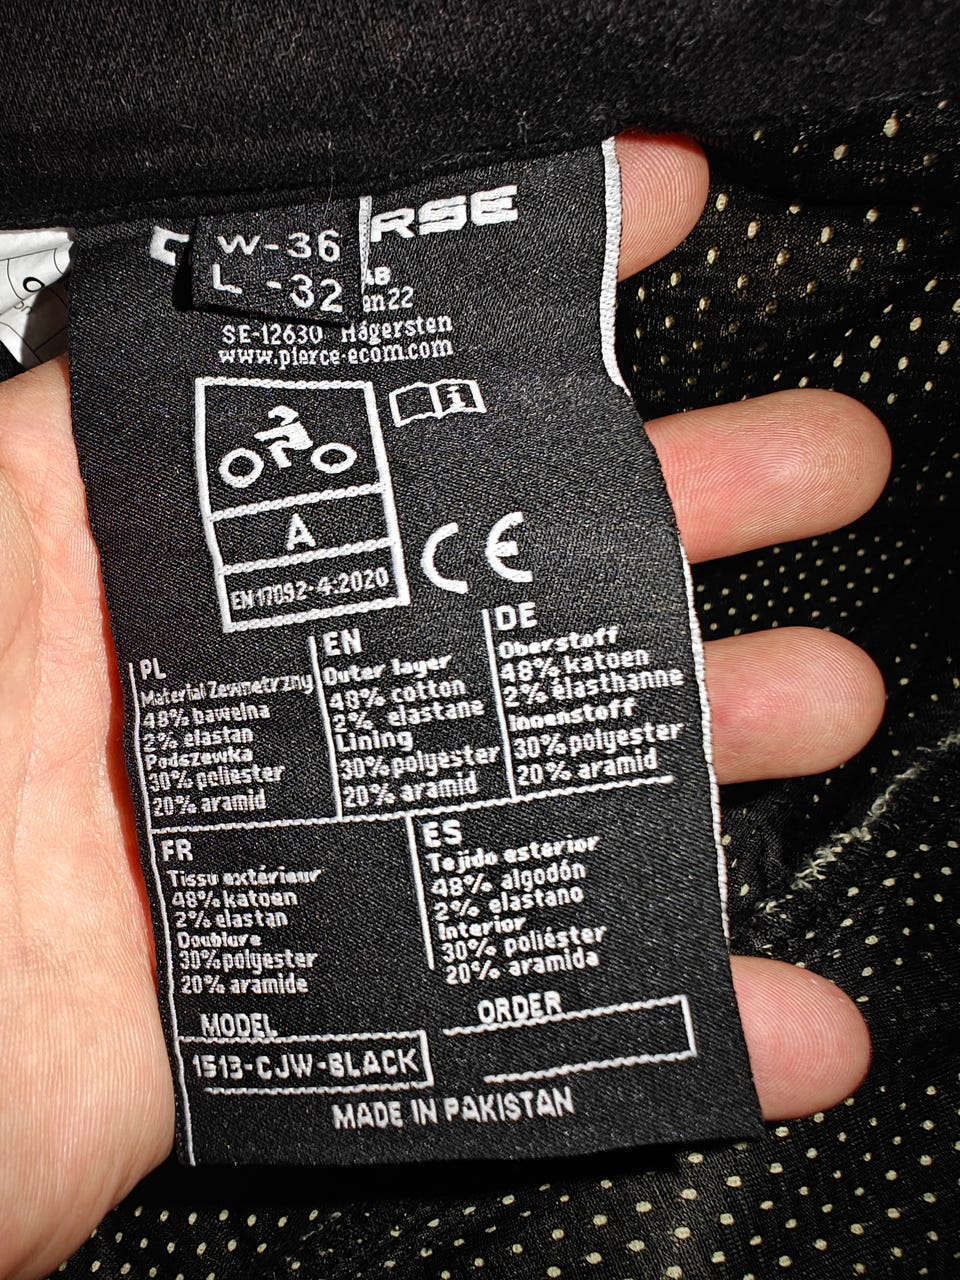 RSE
W-36
L-32
AB
en 22
SE-12630 Hägersten
www.pierce-ecom.com
i
A
EN 17092-4:2020
CE
PL
Materiał Zewnetrzny
48% bawełna
2% elastan
Podszewka
30% poliester
20% aramid
EN
Outer layer
48% cotton
2% elastane
Lining
30% polyester
20% aramid
DE
Oberstoff
48% katoen
2% elasthanne
Innenstoff
30% polyester
20% aramid
FR
Tissu extérieur
48% katoen
2% elastan
Doublure
30% polyester
20% aramide
ES
Tejido esterior
48% algodón
2% elastano
Interior
30% poliéster
20% aramida
MODEL
1513-CJW-BLACK
ORDER
MADE IN PAKISTAN